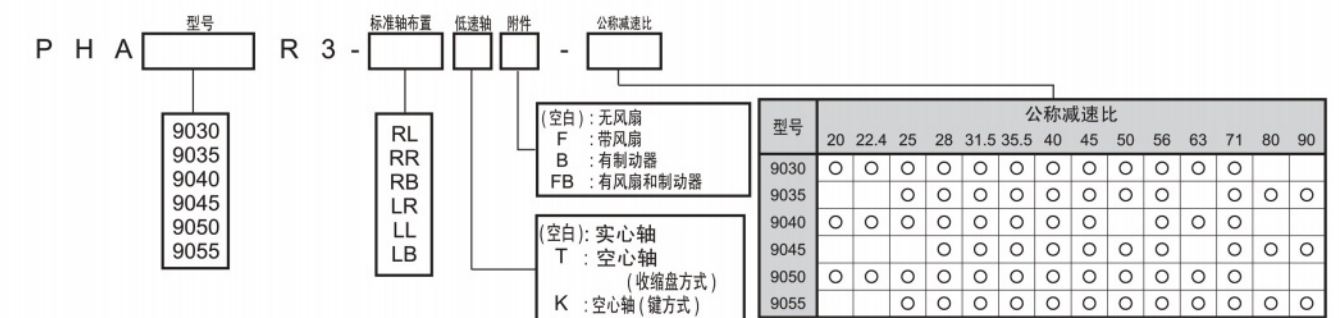 型号 标准轴布置 低速轴 附件 公称减速比
P H A R 3 - -
9030
9035
9040
9045
9050
9055
RL
RR
RB
LR
LL
LB
(空白) : 无风扇
F : 带风扇
B : 有制动器
FB : 有风扇和制动器
(空白) : 实心轴
T : 空心轴
(收缩盘方式)
K : 空心轴(键方式)
型号 公称减速比
20 22.4 25 28 31.5 35.5 40 45 50 56 63 71 80 90
9030 ○ ○ ○ ○ ○ ○ ○ ○ ○ ○ ○ ○
9035 ○ ○ ○ ○ ○ ○ ○ ○ ○ ○ ○
9040 ○ ○ ○ ○ ○ ○ ○ ○ ○ ○ ○
9045 ○ ○ ○ ○ ○ ○ ○ ○ ○ ○
9050 ○ ○ ○ ○ ○ ○ ○ ○ ○ ○ ○ ○
9055 ○ ○ ○ ○ ○ ○ ○ ○ ○ ○ ○ ○